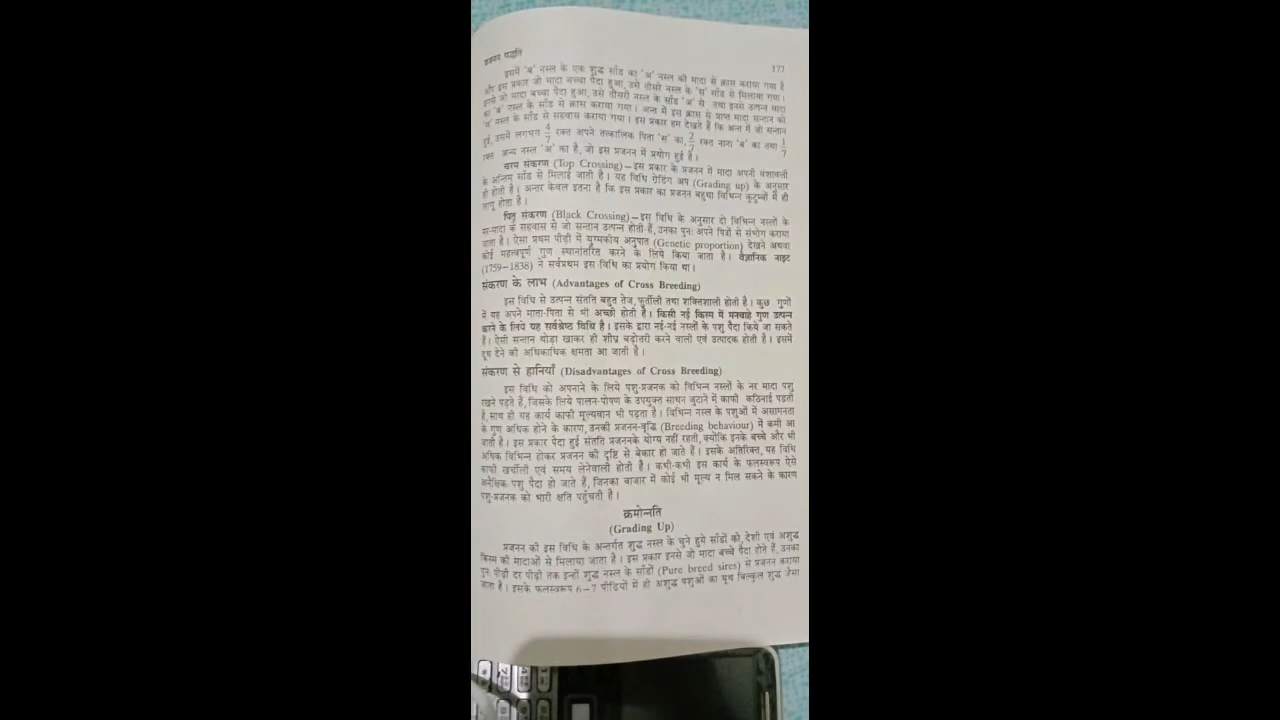 प्रजनन पद्धति 177
इसमें 'ब' नस्ल के एक शुद्ध साँड का 'अ' नस्ल की मादा से क्रास कराया गया है
और इस प्रकार जो मादा बच्चा पैदा हुआ, उसे तीसरी नस्ल के 'स' साँड से मिलाया गया।
इनसे जो मादा बच्चा पैदा हुआ, उसे तीसरी नस्ल के साँड 'अ' से तथा इनसे उत्पन्न मादा
का 'ब' नस्ल के साँड से क्रास कराया गया। अन्त में इस क्रास से प्राप्त मादा सन्तान को
'स' नस्ल के साँड से सहवास कराया गया। इस प्रकार हम देखते हैं कि अन्त में जो सन्तान
हुई, उसमें लगभग 4/7 रक्त अपने तत्कालिक पिता 'स' का, 2/7 रक्त नाना 'ब' का तथा 1/7
रक्त अन्य नस्ल 'अ' का है, जो इस प्रजनन में प्रयोग हुई है।
चरम संकरण (Top Crossing)—इस प्रकार के प्रजनन में मादा अपनी वंशावली
के अन्तिम साँड से मिलाई जाती है। यह विधि ग्रेडिंग अप (Grading up) के अनुसार
ही होती है। अन्तर केवल इतना है कि इस प्रकार का प्रजनन बहुधा विभिन्न कुटुम्बों में ही
लागू होता है।
पितृ संकरण (Black Crossing)—इस विधि के अनुसार दो विभिन्न नस्लों के
नर-मादा के सहवास से जो सन्तान उत्पन्न होती हैं, उनका पुनः अपने पित्रों से संभोग कराया
जाता है। ऐसा प्रथम पीढ़ी में युग्मकीय अनुपात (Genetic proportion) देखने अथवा
कोई महत्त्वपूर्ण गुण स्थानांतरित करने के लिये किया जाता है। वैज्ञानिक नाइट
(1759—1838) ने सर्वप्रथम इस विधि का प्रयोग किया था।
संकरण के लाभ (Advantages of Cross Breeding)
इस विधि से उत्पन्न संतति बहुत तेज, फुर्तीली तथा शक्तिशाली होती है। कुछ गुणों
में यह अपने माता-पिता से भी अच्छी होती है। किसी नई किस्म में मनचाहे गुण उत्पन्न
करने के लिये यह सर्वश्रेष्ठ विधि है। इसके द्वारा नई-नई नस्लों के पशु पैदा किये जा सकते
हैं। ऐसी सन्तान थोड़ा खाकर ही शीघ्र बढ़ोत्तरी करने वाली एवं उत्पादक होती है। इसमें
दूध देने की अधिकाधिक क्षमता आ जाती है।
संकरण से हानियाँ (Disadvantages of Cross Breeding)
इस विधि को अपनाने के लिये पशु-प्रजनक को विभिन्न नस्लों के नर मादा पशु
रखने पड़ते हैं, जिसके लिये पालन-पोषण के उपयुक्त साधन जुटाने में काफी कठिनाई पड़ती
है, साथ ही यह कार्य काफी मूल्यवान भी पड़ता है। विभिन्न नस्ल के पशुओं में असामनता
के गुण अधिक होने के कारण, उनकी प्रजनन-वृद्धि (Breeding behaviour) में कमी आ
जाती है। इस प्रकार पैदा हुई संतति प्रजननके योग्य नहीं रहती, क्योंकि इनके बच्चे और भी
अधिक विभिन्न होकर प्रजनन की दृष्टि से बेकार हो जाते हैं। इसके अतिरिक्त, यह विधि
काफी खर्चीली एवं समय लेनेवाली होती है। कभी-कभी इस कार्य के फलस्वरूप ऐसे
अनैच्छिक पशु पैदा हो जाते हैं, जिनका बाजार में कोई भी मूल्य न मिल सकने के कारण
पशु-प्रजनक को भारी क्षति पहुँचती है।
क्रमोन्नति
(Grading Up)
प्रजनन की इस विधि के अन्तर्गत शुद्ध नस्ल के चुने हुये साँडों को, देशी एवं अशुद्ध
किस्म की मादाओं से मिलाया जाता है। इस प्रकार इनसे जो मादा बच्चे पैदा होते हैं, उनका
पुनः पीढ़ी दर पीढ़ी तक इन्हीं शुद्ध नस्ल के साँडों (Pure breed sires) से प्रजनन कराया
जाता है। इसके फलस्वरूप 6—7 पीढ़ियों में ही अशुद्ध पशुओं का यूथ बिल्कुल शुद्ध जैसा